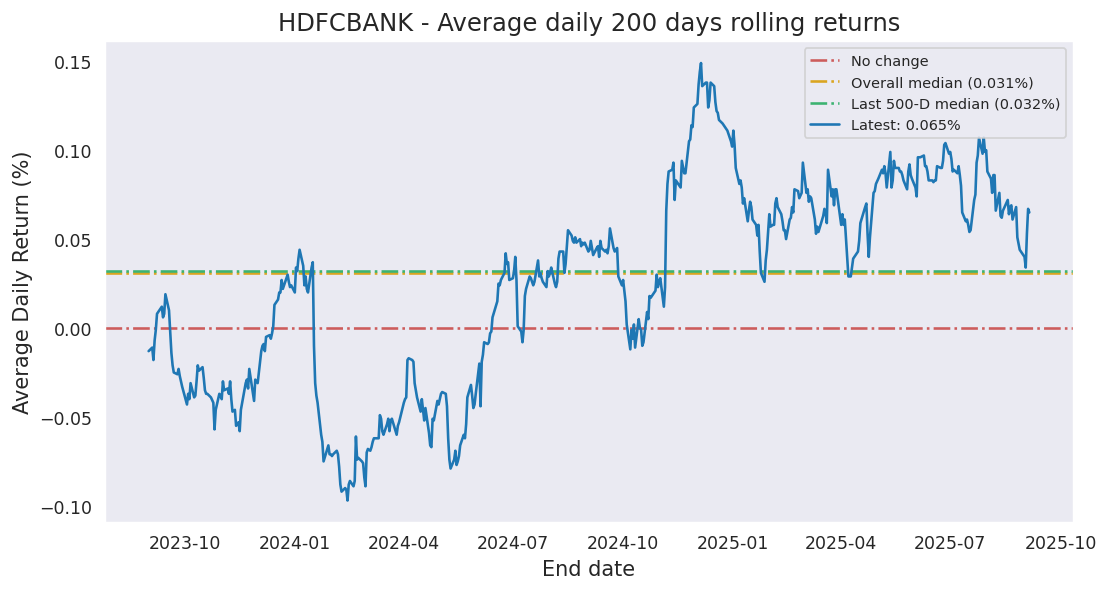 HDFCBANK - Average daily 200 days rolling returns
No change
Overall median (0.031%)
Last 500-D median (0.032%)
Latest: 0.065%
Average Daily Return (%)
0.15
0.10
0.05
0.00
−0.05
−0.10
2023-10 2024-01 2024-04 2024-07 2024-10 2025-01 2025-04 2025-07 2025-10
End date